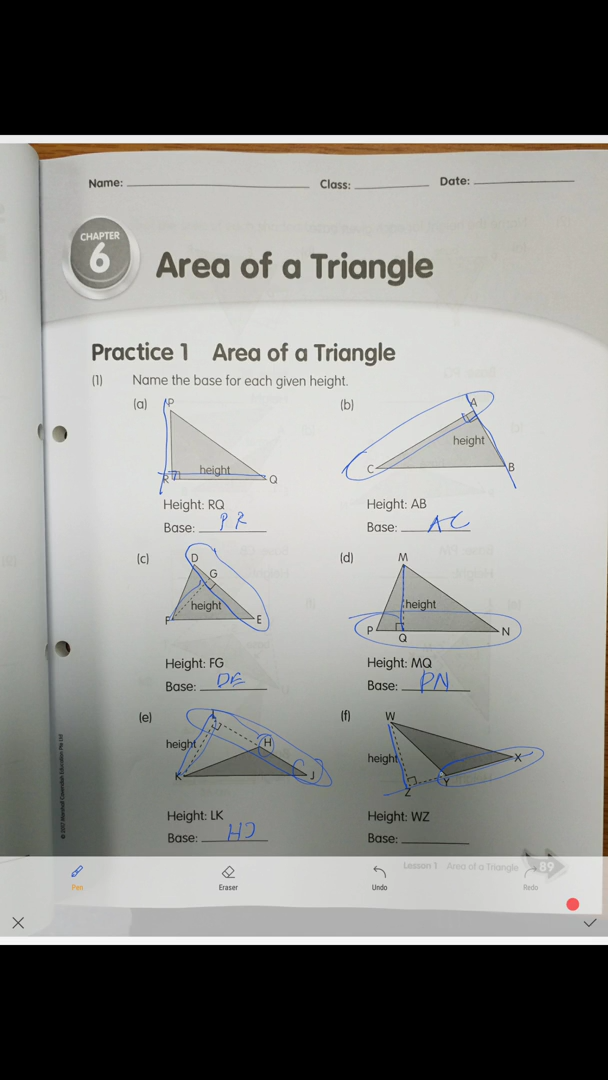 Name:
Class:
Date:
CHAPTER
6
Area of a Triangle
Practice 1 Area of a Triangle
(1) Name the base for each given height.
(a)
P
R
height
Q
Height: RQ
Base: PR
(b)
A
height
C
B
Height: AB
Base: AC
(c)
D
G
height
F
E
Height: FG
Base: DE
(d)
M
height
P
Q
N
Height: MQ
Base: PN
(e)
L
height
H
K
J
Height: LK
Base: HJ
(f)
W
height
X
Y
Z
Height: WZ
Base:
Lesson 1 Area of a Triangle 89
Pen
Eraser
Undo
Redo